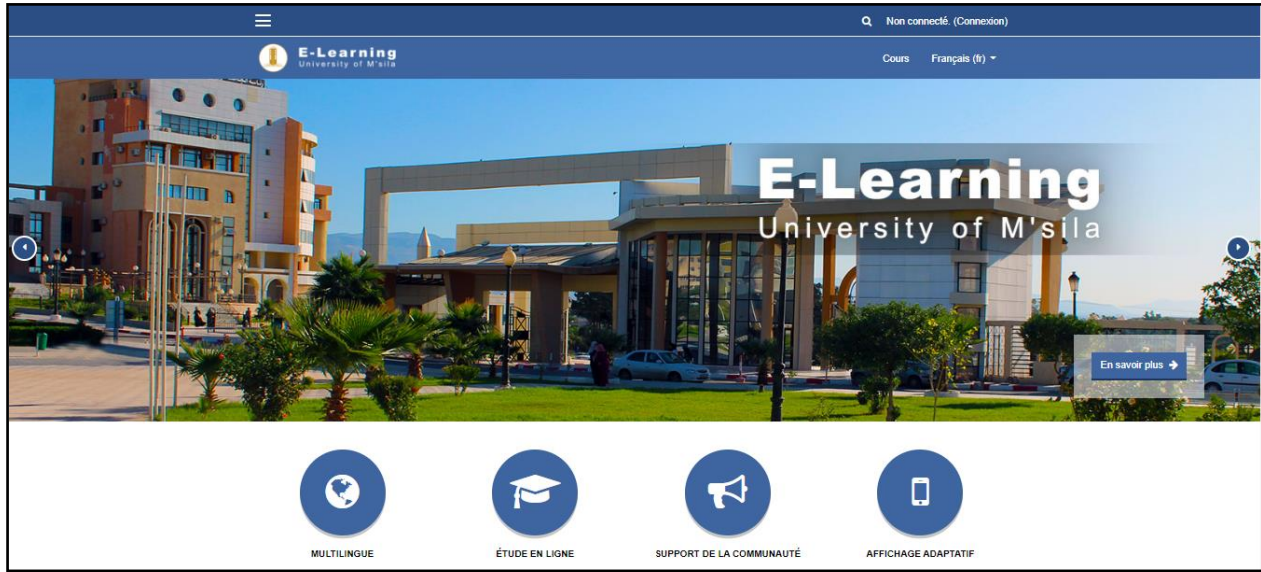 Non connecté. (Connexion)
E-Learning
University of M'sila
Cours Français (fr)
E-Learning
University of M'sila
En savoir plus
MULTILINGUE
ÉTUDE EN LIGNE
SUPPORT DE LA COMMUNAUTÉ
AFFICHAGE ADAPTATIF